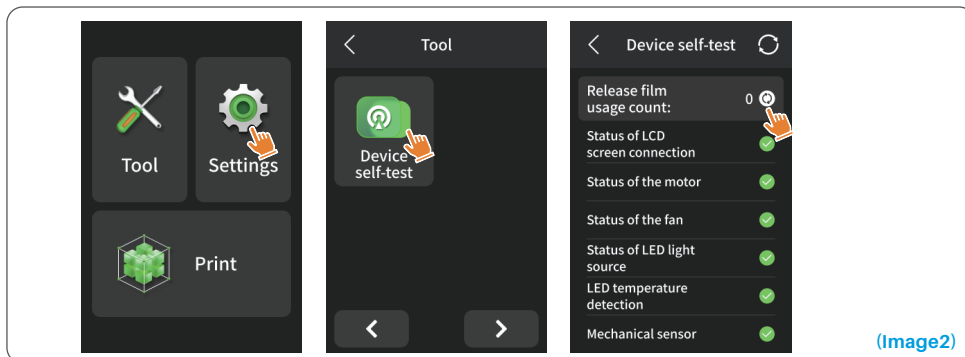 Tool
Settings
Print
Tool
Device
self-test
Device self-test
Release film
usage count:
0
Status of LCD
screen connection
Status of the motor
Status of the fan
Status of LED light
source
LED temperature
detection
Mechanical sensor
(Image2)